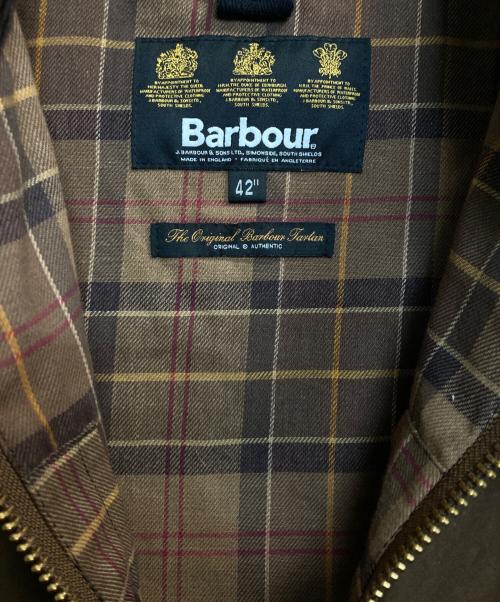 BY APPOINTMENT TO
HER MAJESTY THE QUEEN
MANUFACTURERS OF WATERPROOF
AND PROTECTIVE CLOTHING
J. BARBOUR & SONS LTD.
SOUTH SHIELDS.
BY APPOINTMENT TO
H.R.H. THE DUKE OF EDINBURGH
MANUFACTURERS OF WATERPROOF
AND PROTECTIVE CLOTHING
J. BARBOUR & SONS LTD.
SOUTH SHIELDS.
BY APPOINTMENT TO
H.R.H. THE PRINCE OF WALES
MANUFACTURERS OF WATERPROOF
AND PROTECTIVE CLOTHING
J. BARBOUR & SONS LTD.
SOUTH SHIELDS.
Barbour®
J. BARBOUR & SONS LTD., SIMONSIDE, SOUTH SHIELDS
MADE IN ENGLAND • FABRIQUÉ EN ANGLETERRE
42"
The Original Barbour Tartan
ORIGINAL © AUTHENTIC